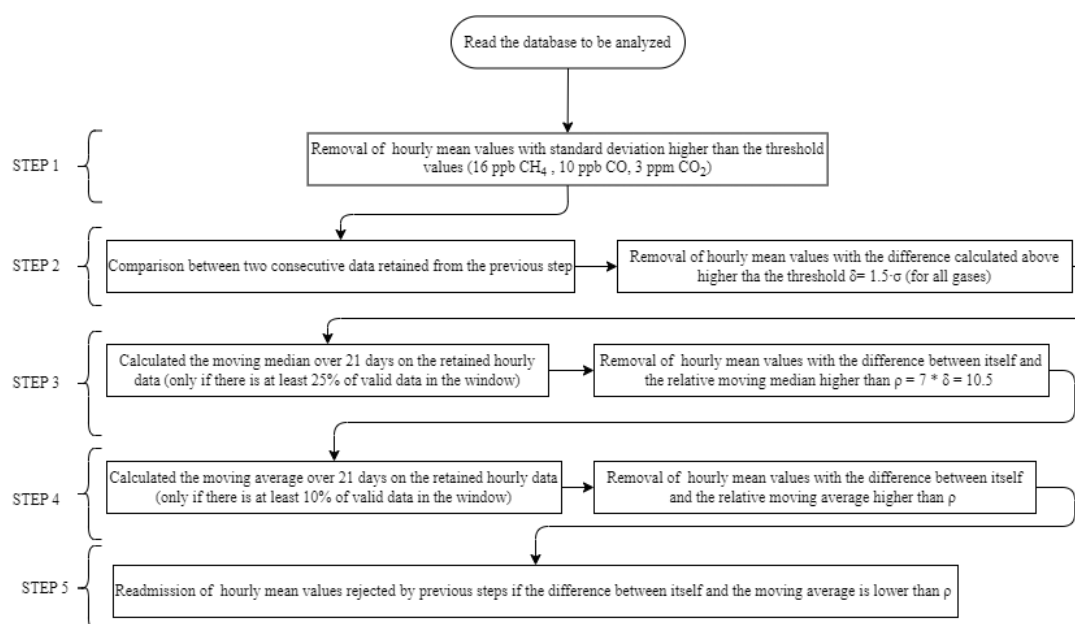 Read the database to be analyzed
STEP 1
Removal of hourly mean values with standard deviation higher than the threshold
values (16 ppb CH₄ , 10 ppb CO, 3 ppm CO₂)
STEP 2
Comparison between two consecutive data retained from the previous step
Removal of hourly mean values with the difference calculated above
higher tha the threshold δ= 1.5·σ (for all gases)
STEP 3
Calculated the moving median over 21 days on the retained hourly
data (only if there is at least 25% of valid data in the window)
Removal of hourly mean values with the difference between itself and
the relative moving median higher than ρ = 7 * δ = 10.5
STEP 4
Calculated the moving average over 21 days on the retained hourly data
(only if there is at least 10% of valid data in the window)
Removal of hourly mean values with the difference between itself
and the relative moving average higher than ρ
STEP 5
Readmission of hourly mean values rejected by previous steps if the difference between itself and the moving average is lower than ρ